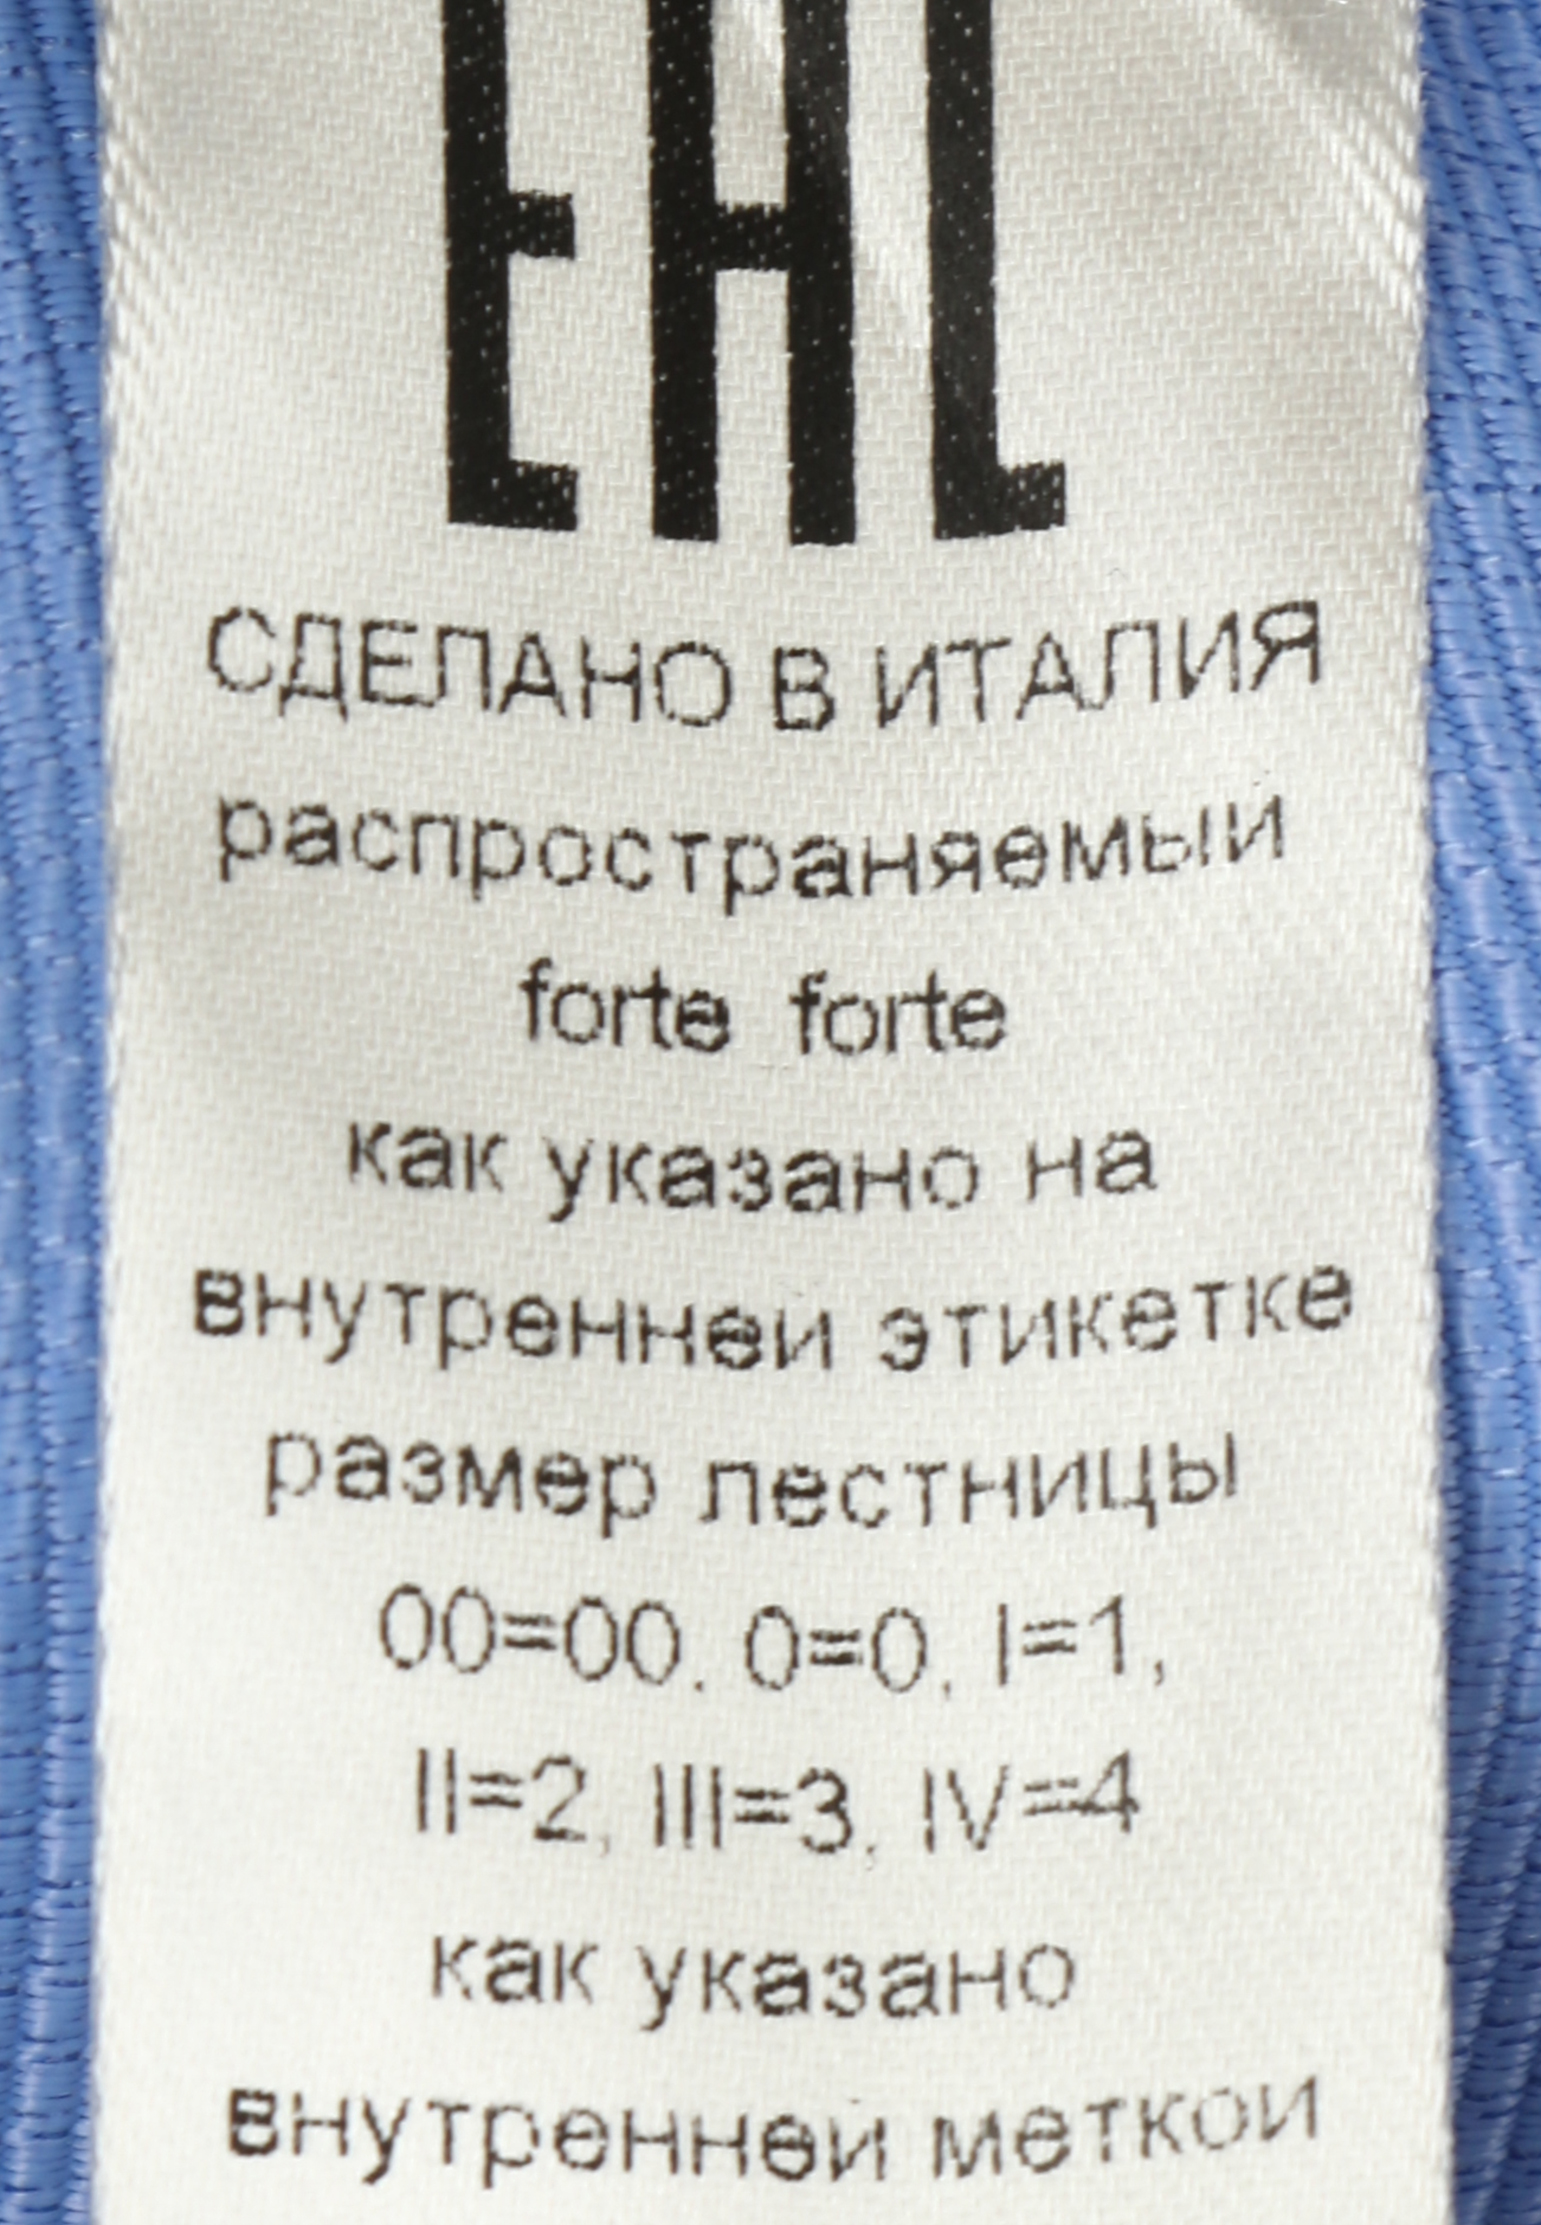 EAC
СДЕЛАНО В ИТАЛИЯ
распространяемыи
forte forte
как указано на
внутреннеи этикетке
размер лестницы
00=00. 0=0, I=1,
II=2, III=3, IV=4
как указано
внутреннеи меткои